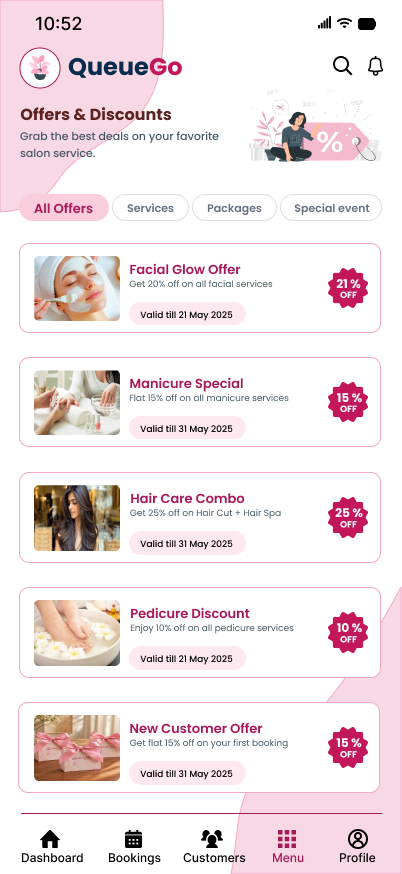 10:52
QueueGo
Offers & Discounts
Grab the best deals on your favorite
salon service.
%
All Offers
Services
Packages
Special event
Facial Glow Offer
Get 20% off on all facial services
Valid till 21 May 2025
21 %
OFF
Manicure Special
Flat 15% off on all manicure services
Valid till 31 May 2025
15 %
OFF
Hair Care Combo
Get 25% off on Hair Cut + Hair Spa
Valid till 31 May 2025
25 %
OFF
Pedicure Discount
Enjoy 10% off on all pedicure services
Valid till 21 May 2025
10 %
OFF
New Customer Offer
Get flat 15% off on your first booking
Valid till 31 May 2025
15 %
OFF
Dashboard
Bookings
Customers
Menu
Profile